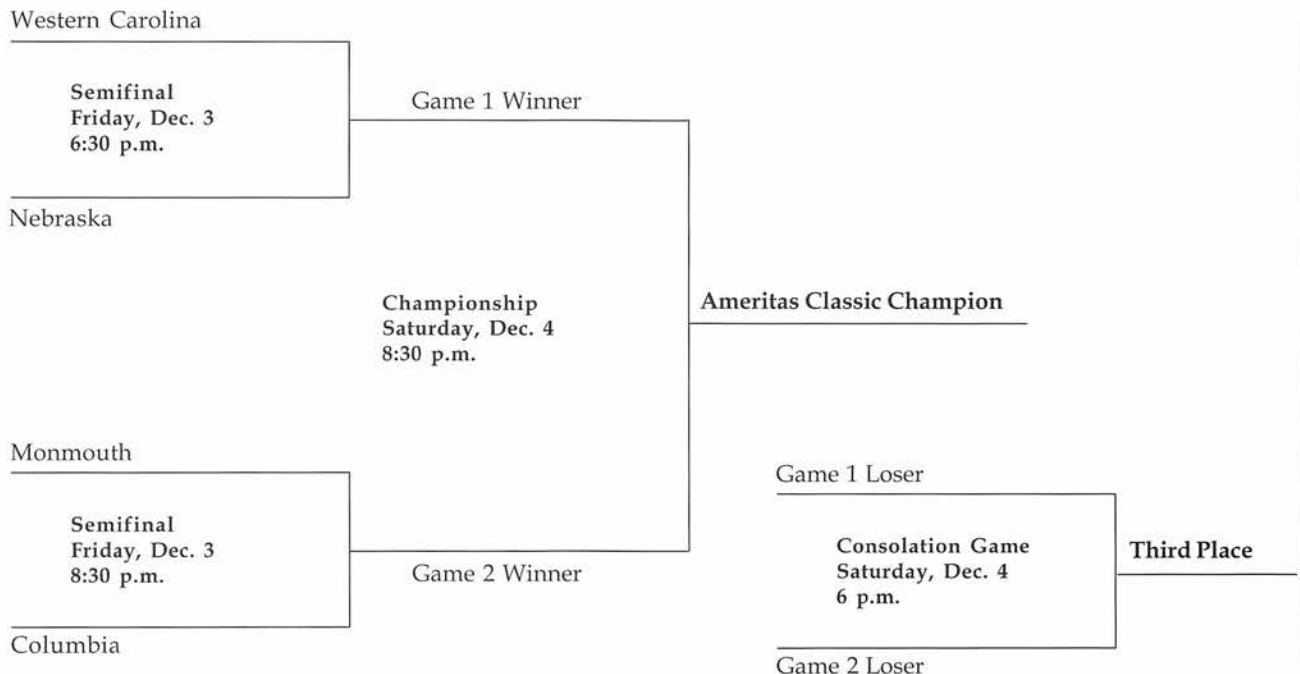 Western Carolina
Semifinal
Friday, Dec. 3
6:30 p.m.
Game 1 Winner
Nebraska
Championship
Saturday, Dec. 4
8:30 p.m.
Ameritas Classic Champion
Monmouth
Semifinal
Friday, Dec. 3
8:30 p.m.
Game 2 Winner
Columbia
Game 1 Loser
Consolation Game
Saturday, Dec. 4
6 p.m.
Third Place
Game 2 Loser